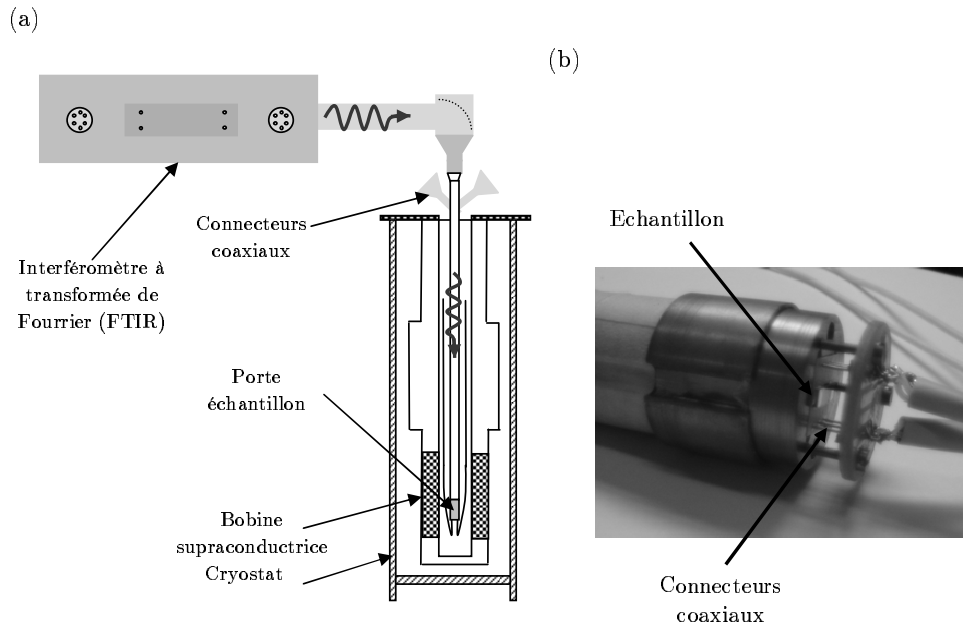 (a)
(b)
Connecteurs
coaxiaux
Interféromètre à
transformée de
Fourrier (FTIR)
Porte
échantillon
Bobine
supraconductrice
Cryostat
Echantillon
Connecteurs
coaxiaux